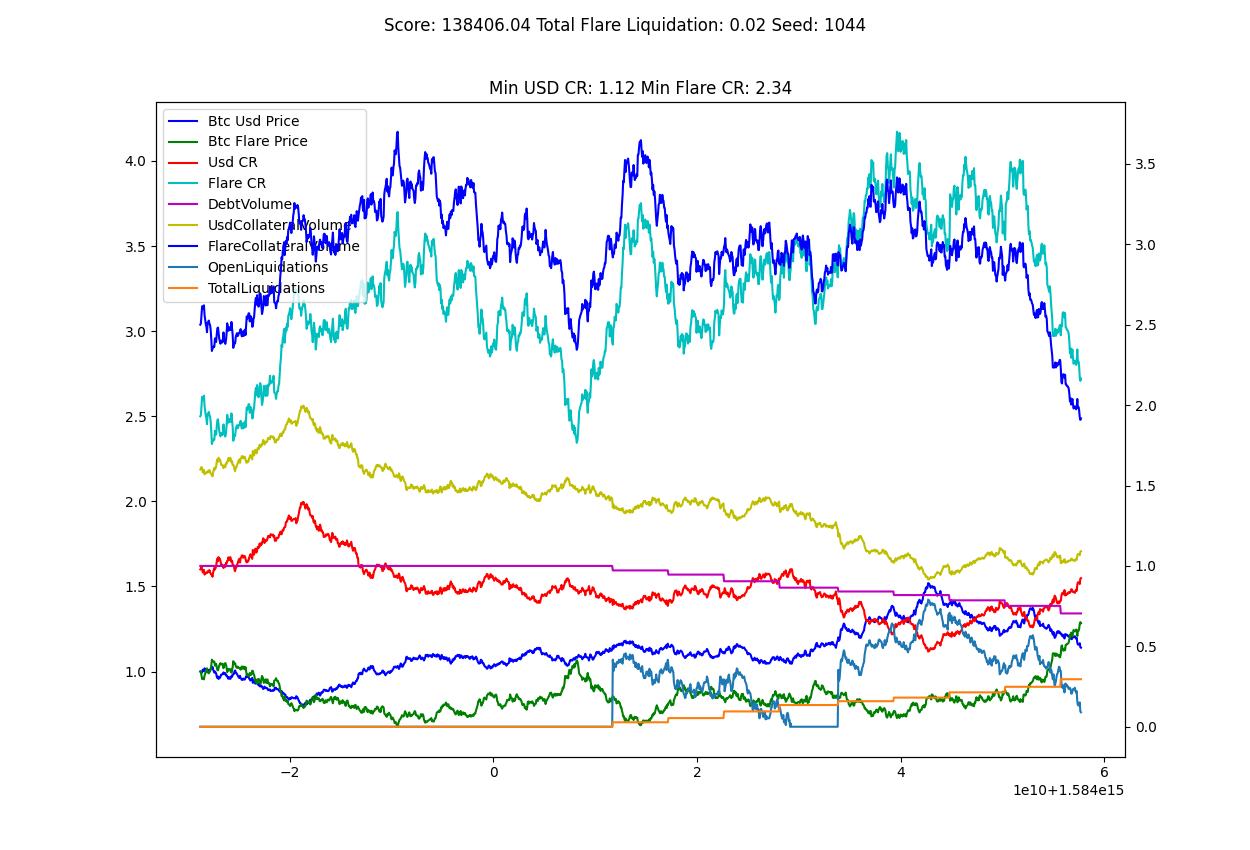 Score: 138406.04 Total Flare Liquidation: 0.02 Seed: 1044
Min USD CR: 1.12 Min Flare CR: 2.34
Btc Usd Price
Btc Flare Price
Usd CR
Flare CR
DebtVolume
UsdCollateralVolume
FlareCollateralVolume
OpenLiquidations
TotalLiquidations
4.0
3.5
3.0
2.5
2.0
1.5
1.0
3.5
3.0
2.5
2.0
1.5
1.0
0.5
0.0
−2
0
2
4
6
1e10+1.584e15